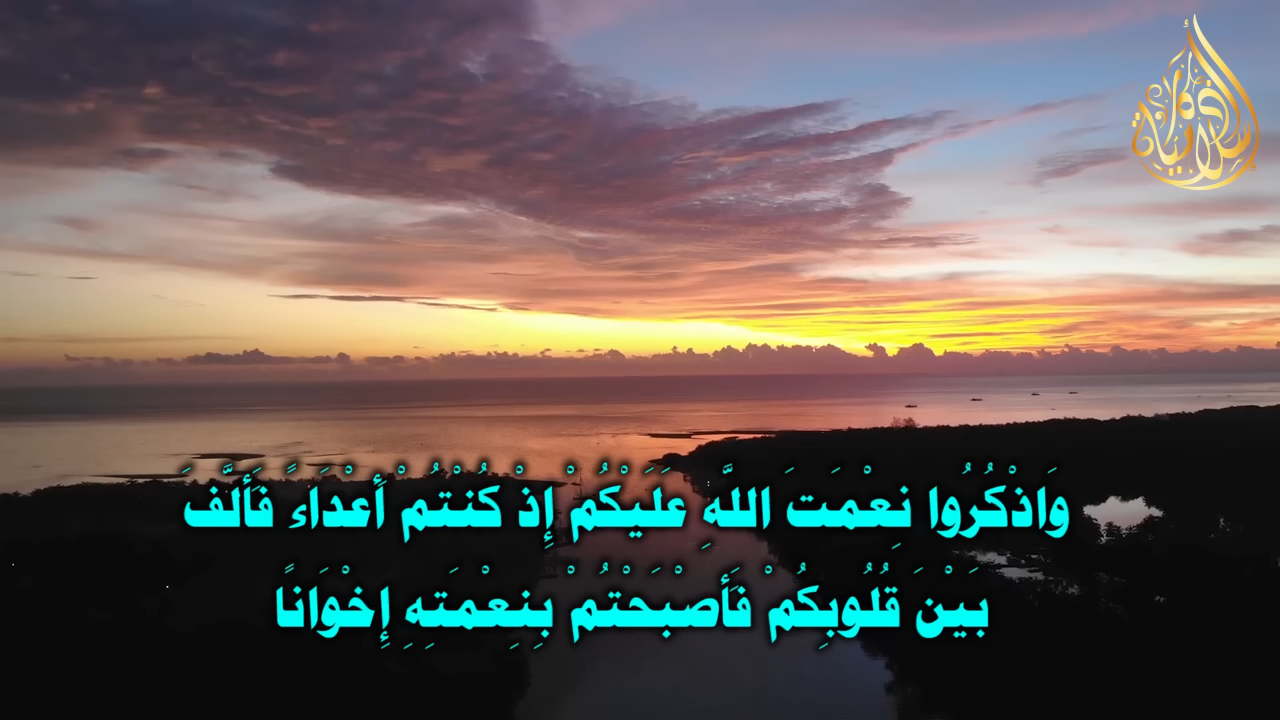 وَاذْكُرُوا نِعْمَتَ اللَّهِ عَلَيْكُمْ إِذْ كُنْتُمْ أَعْدَاءً فَأَلَّفَ
بَيْنَ قُلُوبِكُمْ فَأَصْبَحْتُمْ بِنِعْمَتِهِ إِخْوَانًا